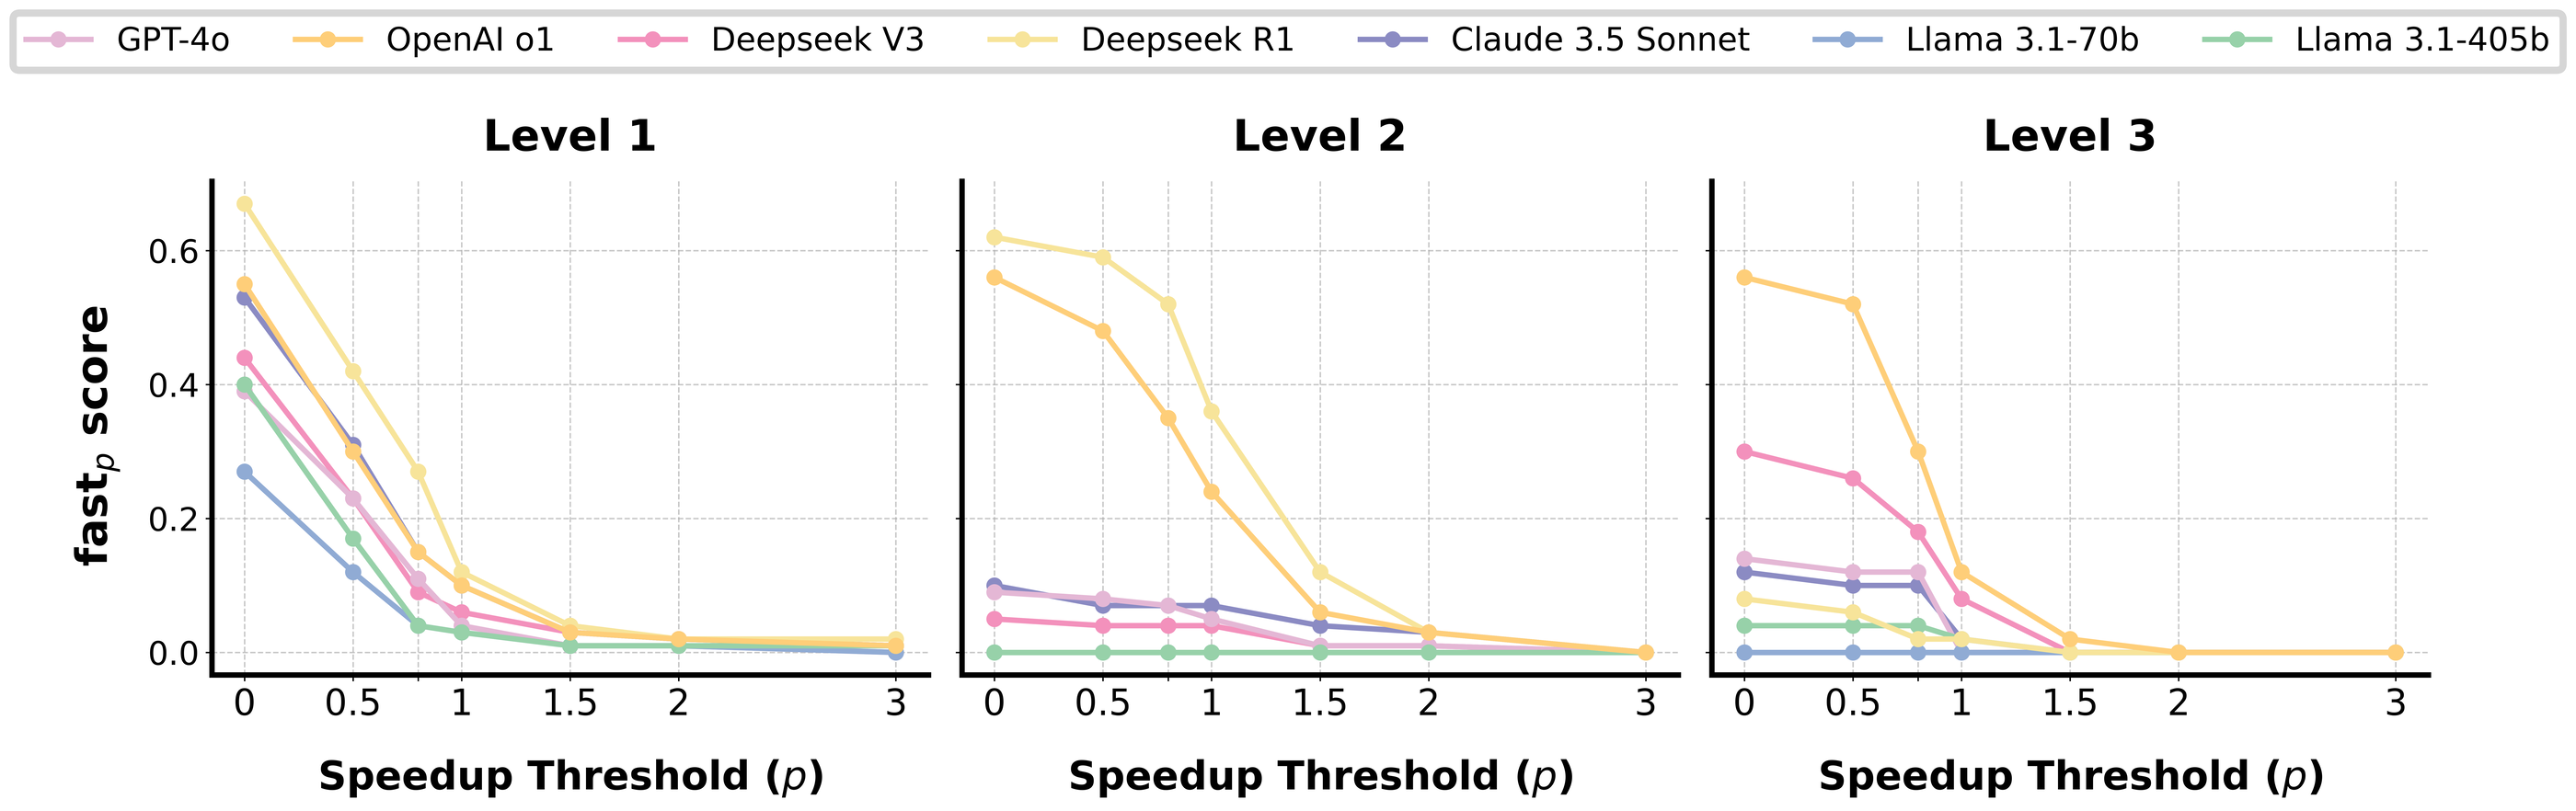 GPT-4o OpenAI o1 Deepseek V3 Deepseek R1 Claude 3.5 Sonnet Llama 3.1-70b Llama 3.1-405b
Level 1 Level 2 Level 3
fastₚ score
0.6
0.4
0.2
0.0
0 0.5 1 1.5 2 3
0 0.5 1 1.5 2 3
0 0.5 1 1.5 2 3
Speedup Threshold (p) Speedup Threshold (p) Speedup Threshold (p)